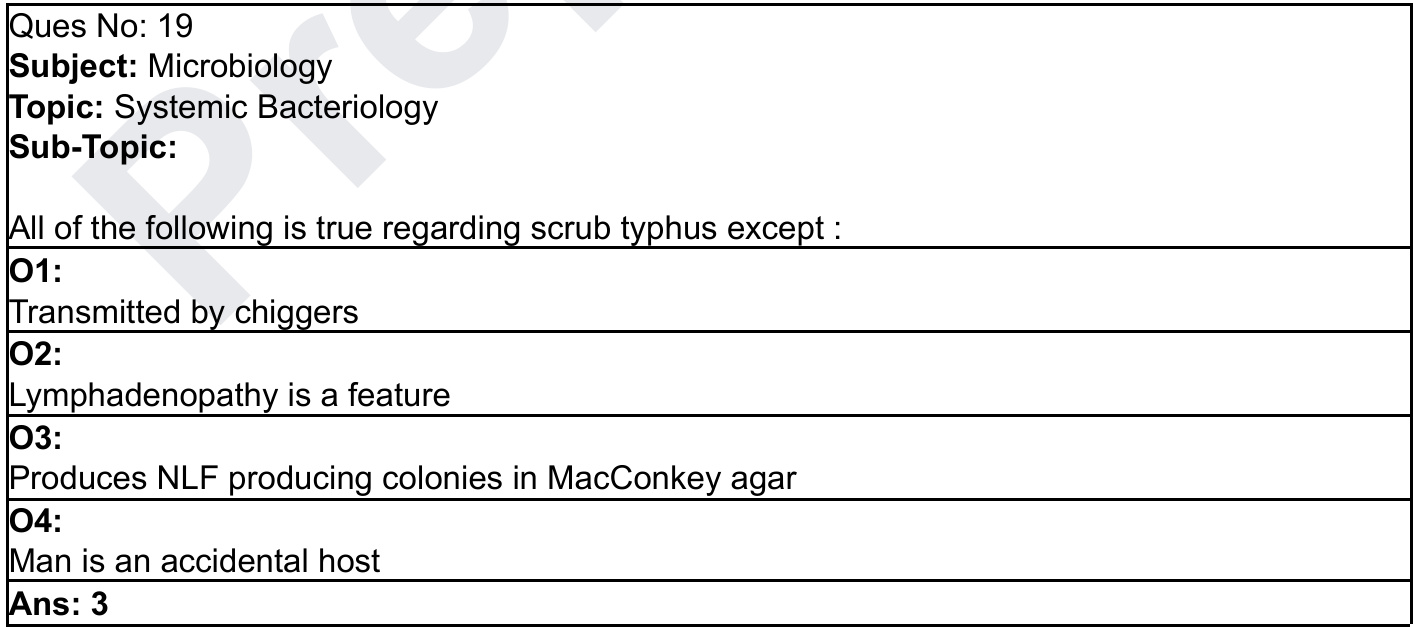 Ques No: 19
Subject: Microbiology
Topic: Systemic Bacteriology
Sub-Topic:
All of the following is true regarding scrub typhus except :
O1:
Transmitted by chiggers
O2:
Lymphadenopathy is a feature
O3:
Produces NLF producing colonies in MacConkey agar
O4:
Man is an accidental host
Ans: 3